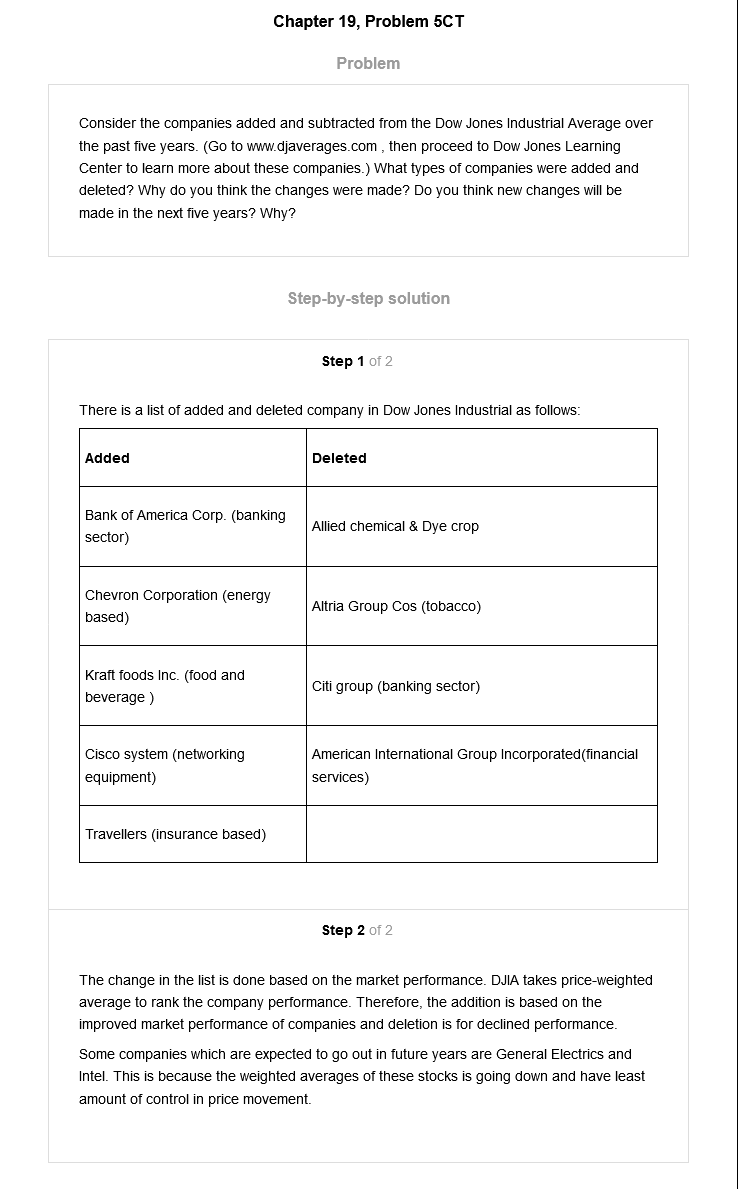 Chapter 19, Problem 5CT
Problem
Consider the companies added and subtracted from the Dow Jones Industrial Average over
the past five years. (Go to www.djaverages.com , then proceed to Dow Jones Learning
Center to learn more about these companies.) What types of companies were added and
deleted? Why do you think the changes were made? Do you think new changes will be
made in the next five years? Why?
Step-by-step solution
Step 1 of 2
There is a list of added and deleted company in Dow Jones Industrial as follows:
Added
Deleted
Bank of America Corp. (banking
sector)
Allied chemical & Dye crop
Chevron Corporation (energy
based)
Altria Group Cos (tobacco)
Kraft foods Inc. (food and
beverage )
Citi group (banking sector)
Cisco system (networking
equipment)
American International Group Incorporated(financial
services)
Travellers (insurance based)
Step 2 of 2
The change in the list is done based on the market performance. DJIA takes price-weighted
average to rank the company performance. Therefore, the addition is based on the
improved market performance of companies and deletion is for declined performance.
Some companies which are expected to go out in future years are General Electrics and
Intel. This is because the weighted averages of these stocks is going down and have least
amount of control in price movement.